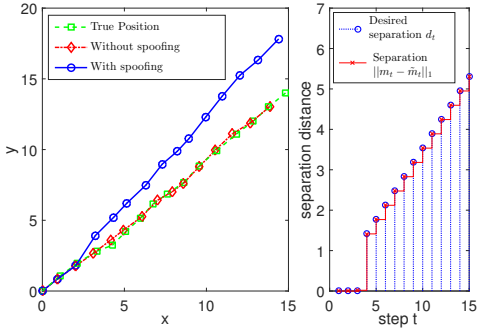 True Position
Without spoofing
With spoofing
20
15
10
5
0
0
5
10
15
x
y
Desired
separation $d_t$
Separation
$||m_t - \tilde{m}_t||_1$
7
6
5
4
3
2
1
0
0
5
10
15
step t
separation distance